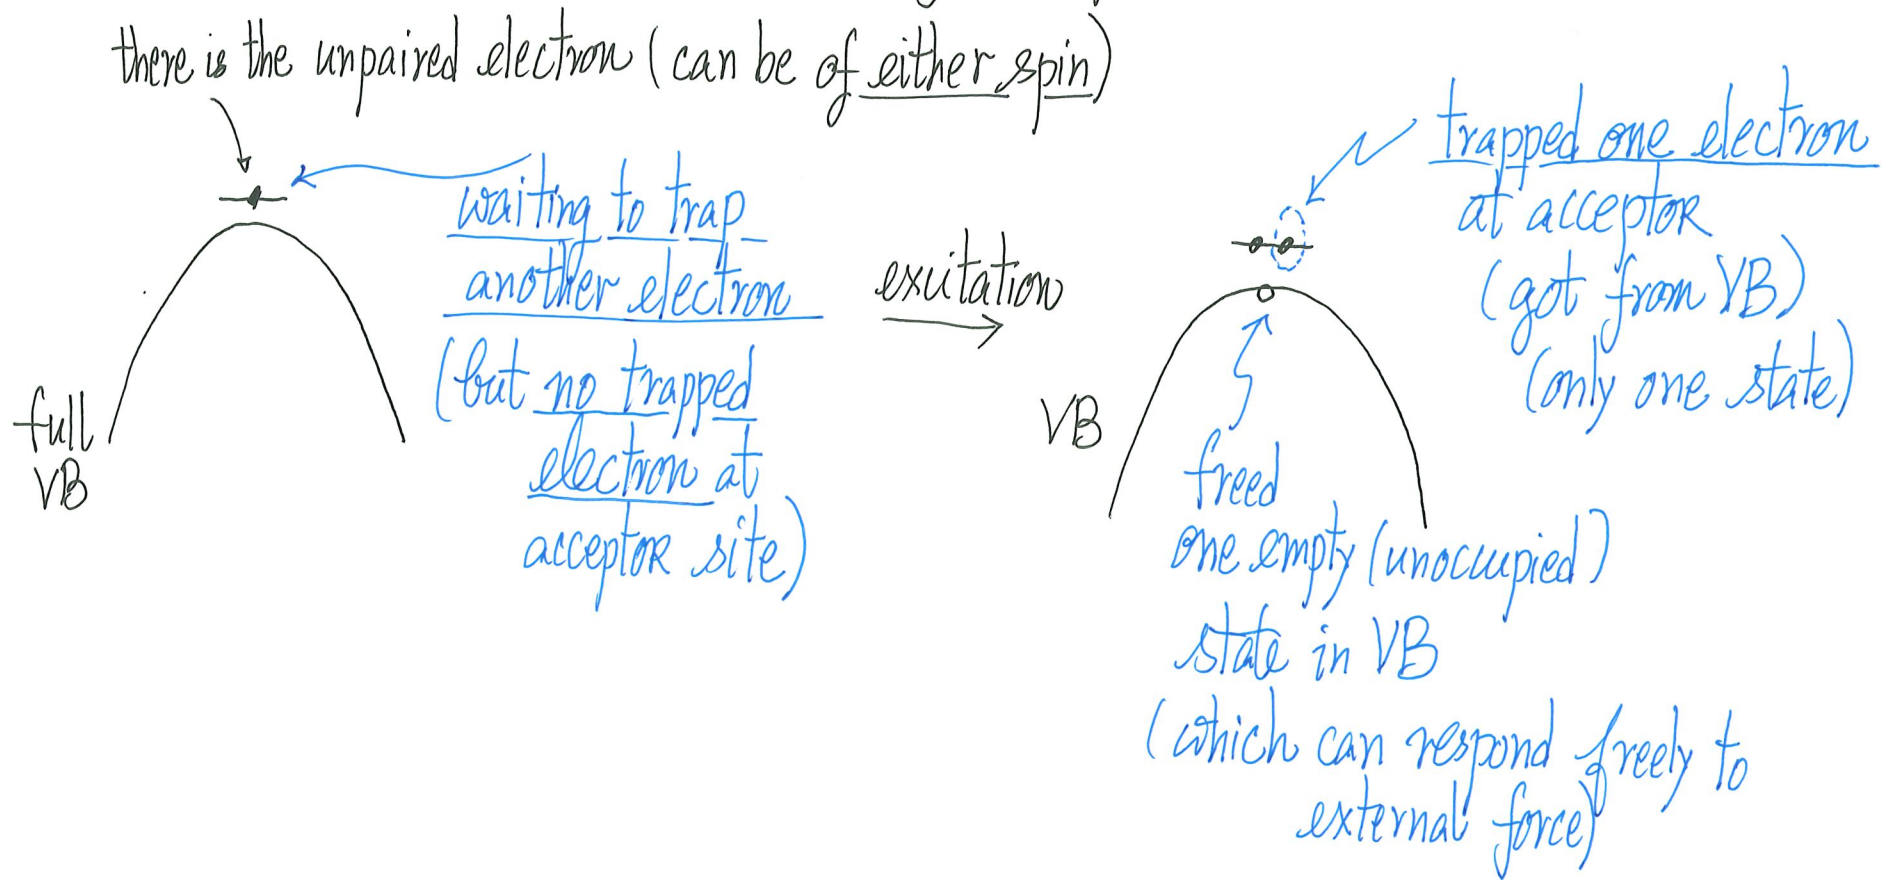 there is the unpaired electron (can be of either spin)
waiting to trap
another electron
(but no trapped
electron at
acceptor site)
full
VB
excitation
trapped one electron
at acceptor
(got from VB)
(only one state)
VB
freed
one empty (unoccupied)
state in VB
(which can respond freely to
external force)